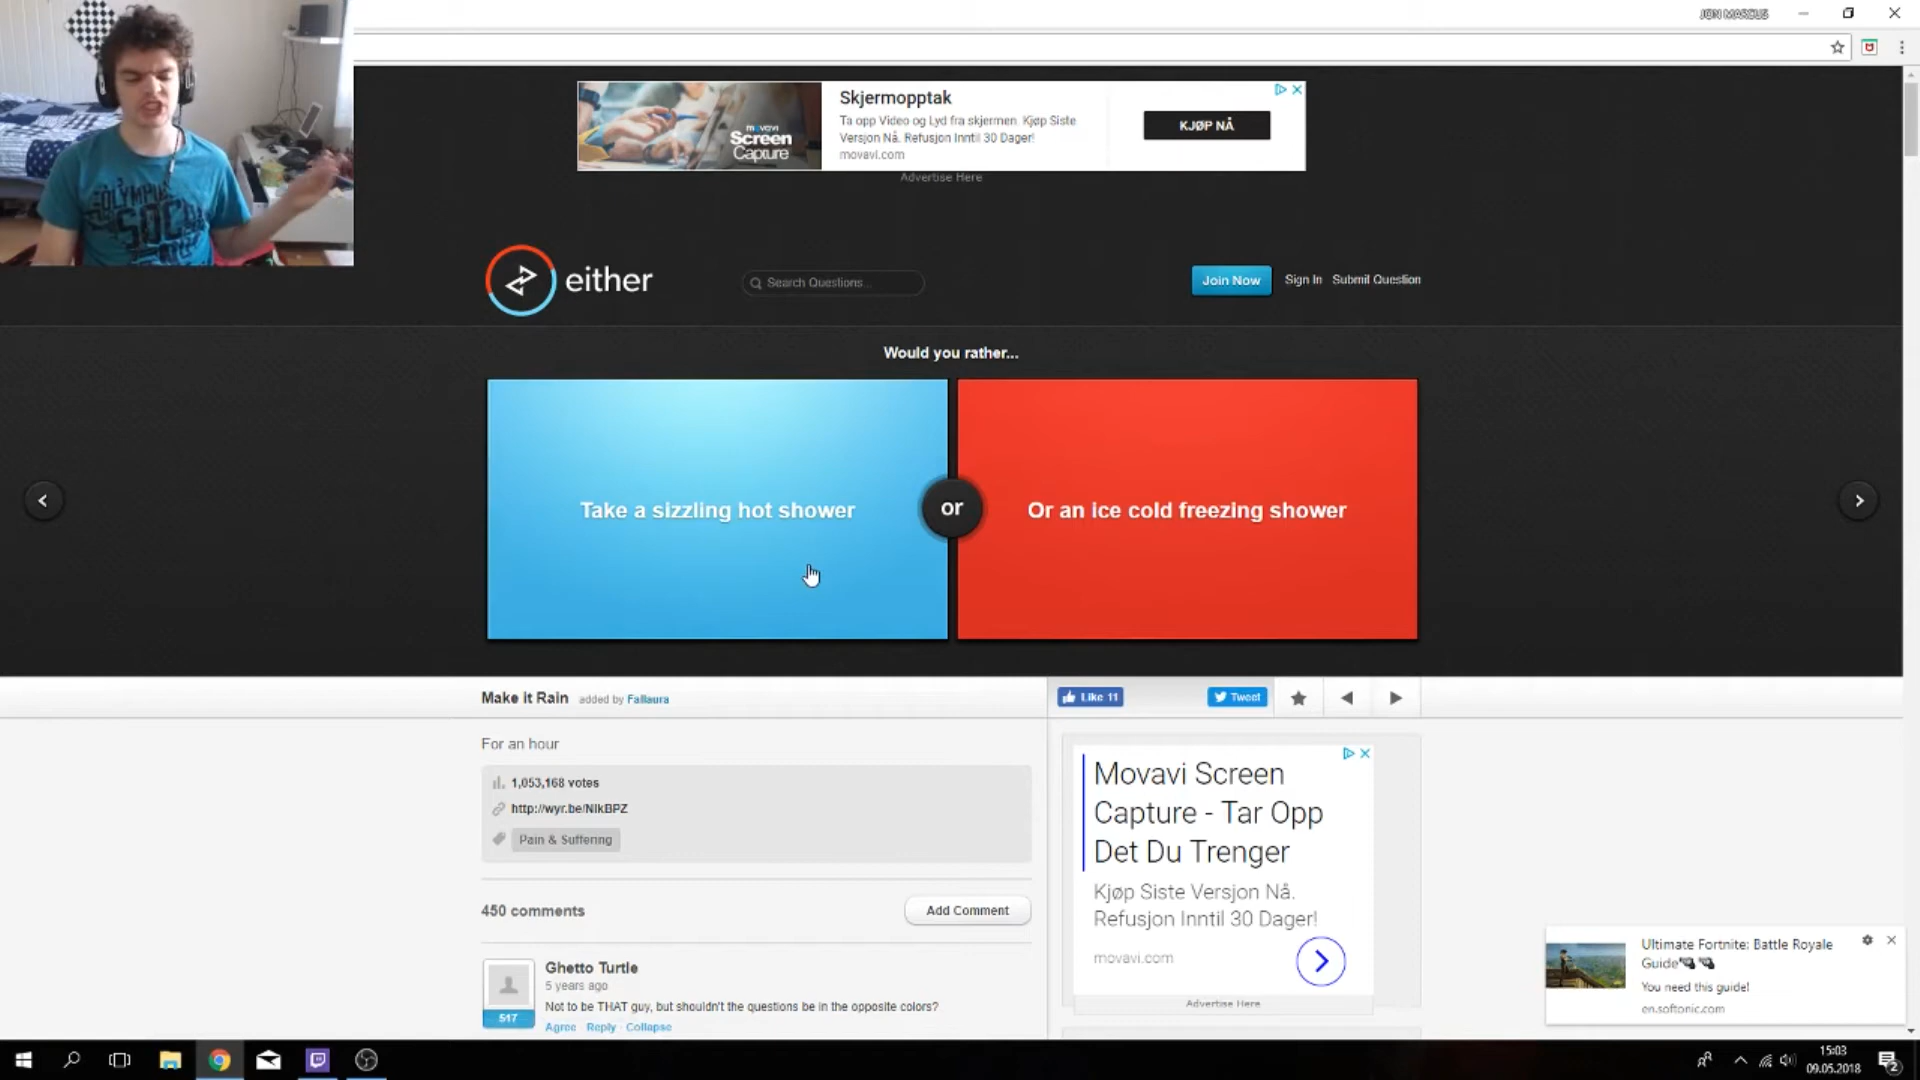 JON MARCUS
Skjermopptak
Ta opp Video og Lyd fra skjermen. Kjøp Siste
Versjon Nå. Refusjon Inntil 30 Dager!
movavi.com
movavi
Screen
Capture
KJØP NÅ
Advertise Here
either
Search Questions...
Join Now
Sign In
Submit Question
Would you rather...
Take a sizzling hot shower
or
Or an ice cold freezing shower
Make it Rain added by Fallaura
Like 11
Tweet
For an hour
1,053,168 votes
http://wyr.be/NIkBPZ
Pain & Suffering
450 comments
Add Comment
Ghetto Turtle
5 years ago
517
Not to be THAT guy, but shouldn't the questions be in the opposite colors?
Agree · Reply · Collapse
Movavi Screen
Capture - Tar Opp
Det Du Trenger
Kjøp Siste Versjon Nå.
Refusjon Inntil 30 Dager!
movavi.com
Advertise Here
Ultimate Fortnite: Battle Royale
Guide
You need this guide!
en.softonic.com
15:03
09.05.2018
2